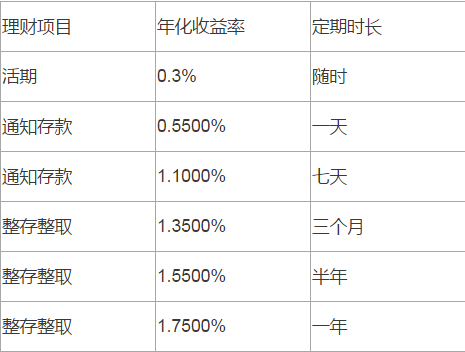 理财项目 年化收益率 定期时长
活期 0.3% 随时
通知存款 0.5500% 一天
通知存款 1.1000% 七天
整存整取 1.3500% 三个月
整存整取 1.5500% 半年
整存整取 1.7500% 一年